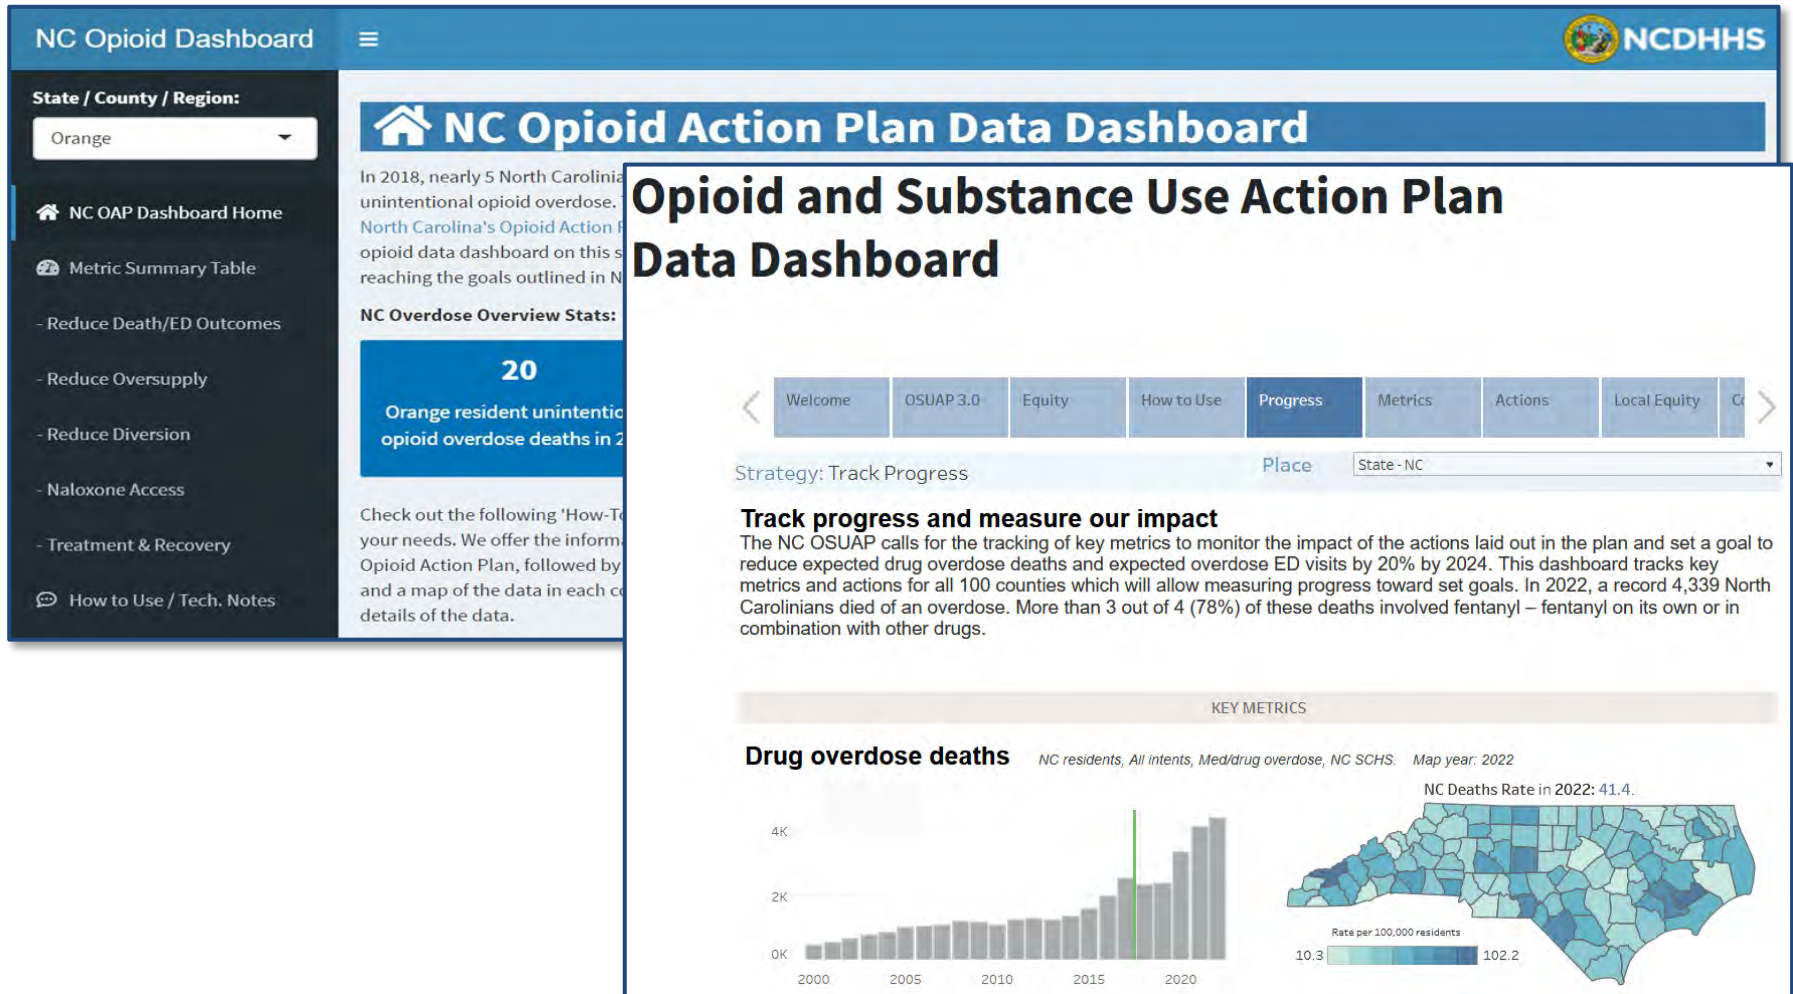 NC Opioid Dashboard
NCDHHS
State / County / Region:
Orange
NC OAP Dashboard Home
Metric Summary Table
- Reduce Death/ED Outcomes
- Reduce Oversupply
- Reduce Diversion
- Naloxone Access
- Treatment & Recovery
How to Use / Tech. Notes
NC Opioid Action Plan Data Dashboard
In 2018, nearly 5 North Carolinia
unintentional opioid overdose.
North Carolina's Opioid Action
opioid data dashboard on this s
reaching the goals outlined in N
NC Overdose Overview Stats:
20
Orange resident unintentio
opioid overdose deaths in 2
Check out the following 'How-To
your needs. We offer the inform
Opioid Action Plan, followed by
and a map of the data in each co
details of the data.
Opioid and Substance Use Action Plan
Data Dashboard
Welcome OSUAP 3.0 Equity How to Use Progress Metrics Actions Local Equity
Strategy: Track Progress
Place State - NC
Track progress and measure our impact
The NC OSUAP calls for the tracking of key metrics to monitor the impact of the actions laid out in the plan and set a goal to
reduce expected drug overdose deaths and expected overdose ED visits by 20% by 2024. This dashboard tracks key
metrics and actions for all 100 counties which will allow measuring progress toward set goals. In 2022, a record 4,339 North
Carolinians died of an overdose. More than 3 out of 4 (78%) of these deaths involved fentanyl – fentanyl on its own or in
combination with other drugs.
KEY METRICS
Drug overdose deaths NC residents, All intents, Med/drug overdose, NC SCHS. Map year: 2022
NC Deaths Rate in 2022: 41.4.
4K
2K
0K
2000 2005 2010 2015 2020
Rate per 100,000 residents
10.3 102.2